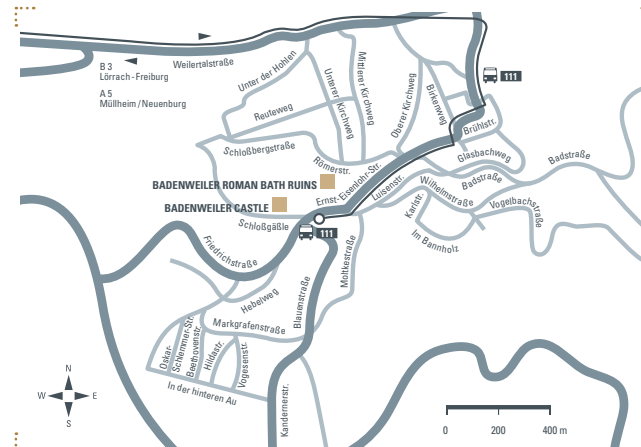 B 3
Lörrach - Freiburg
A 5
Müllheim / Neuenburg
Weilertalstraße
Unter der Hohlen
Reuteweg
Unterer Kirchweg
Mittlerer Kirchweg
Oberer Kirchweg
Birkenweg
111
Brühlstr.
Glasbachweg
Badstraße
Schloßbergstraße
Römerstr.
Ernst-Eisenlohr-Str.
Luisenstr.
Wilhelmstraße
Badstraße
Karlstr.
Vogelbachstraße
Im Bannholz
BADENWEILER ROMAN BATH RUINS
BADENWEILER CASTLE
Schloßgäßle
111
Friedrichstraße
Moltkestraße
Hebelweg
Blauenstraße
Markgrafenstraße
Oskar-
Schlemmer-Str.
Beethovenstr.
Hildastr.
Vogesenstr.
In der hinteren Au
Kandernerstr.
N
W E
S
0 200 400 m